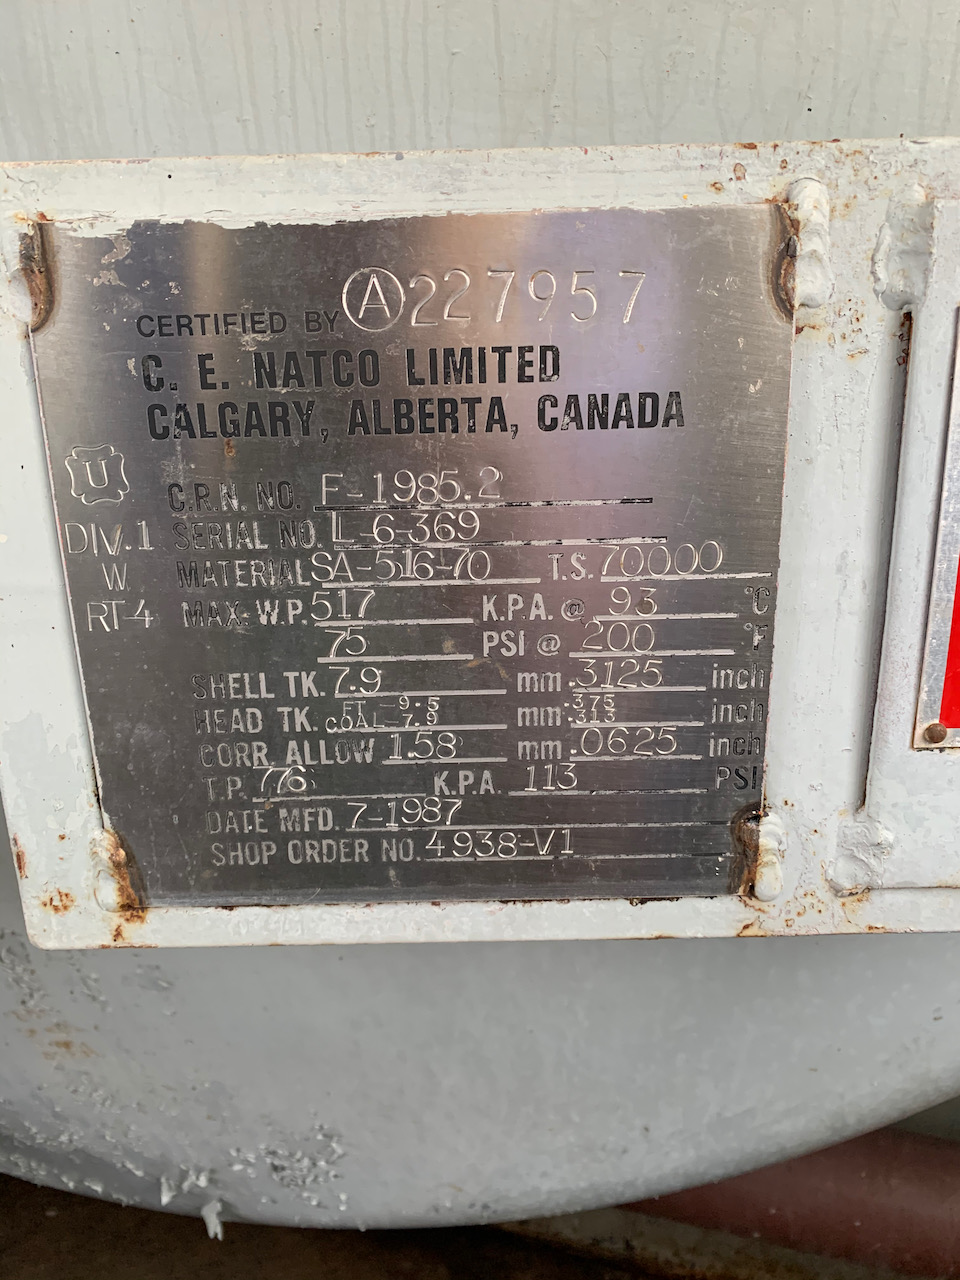 CERTIFIED BY Ⓐ227957
C. E. NATCO LIMITED
CALGARY, ALBERTA, CANADA
U
C.R.N. NO. F-1985.2
DIV.1 SERIAL NO. L-6-369
W MATERIAL SA-516-70 T.S. 70000
RT-4 MAX. W.P. 517 K.P.A. @ 93 °C
75 PSI @ 200 °F
SHELL TK. 7.9 mm .3125 inch
HEAD TK. FT - 9.5 mm .375 inch
COAL - 7.9 .313
CORR. ALLOW 1.58 mm .0625 inch
T.P. 776 K.P.A. 113 PSI
DATE MFD. 7-1987
SHOP ORDER NO. 4938-V1